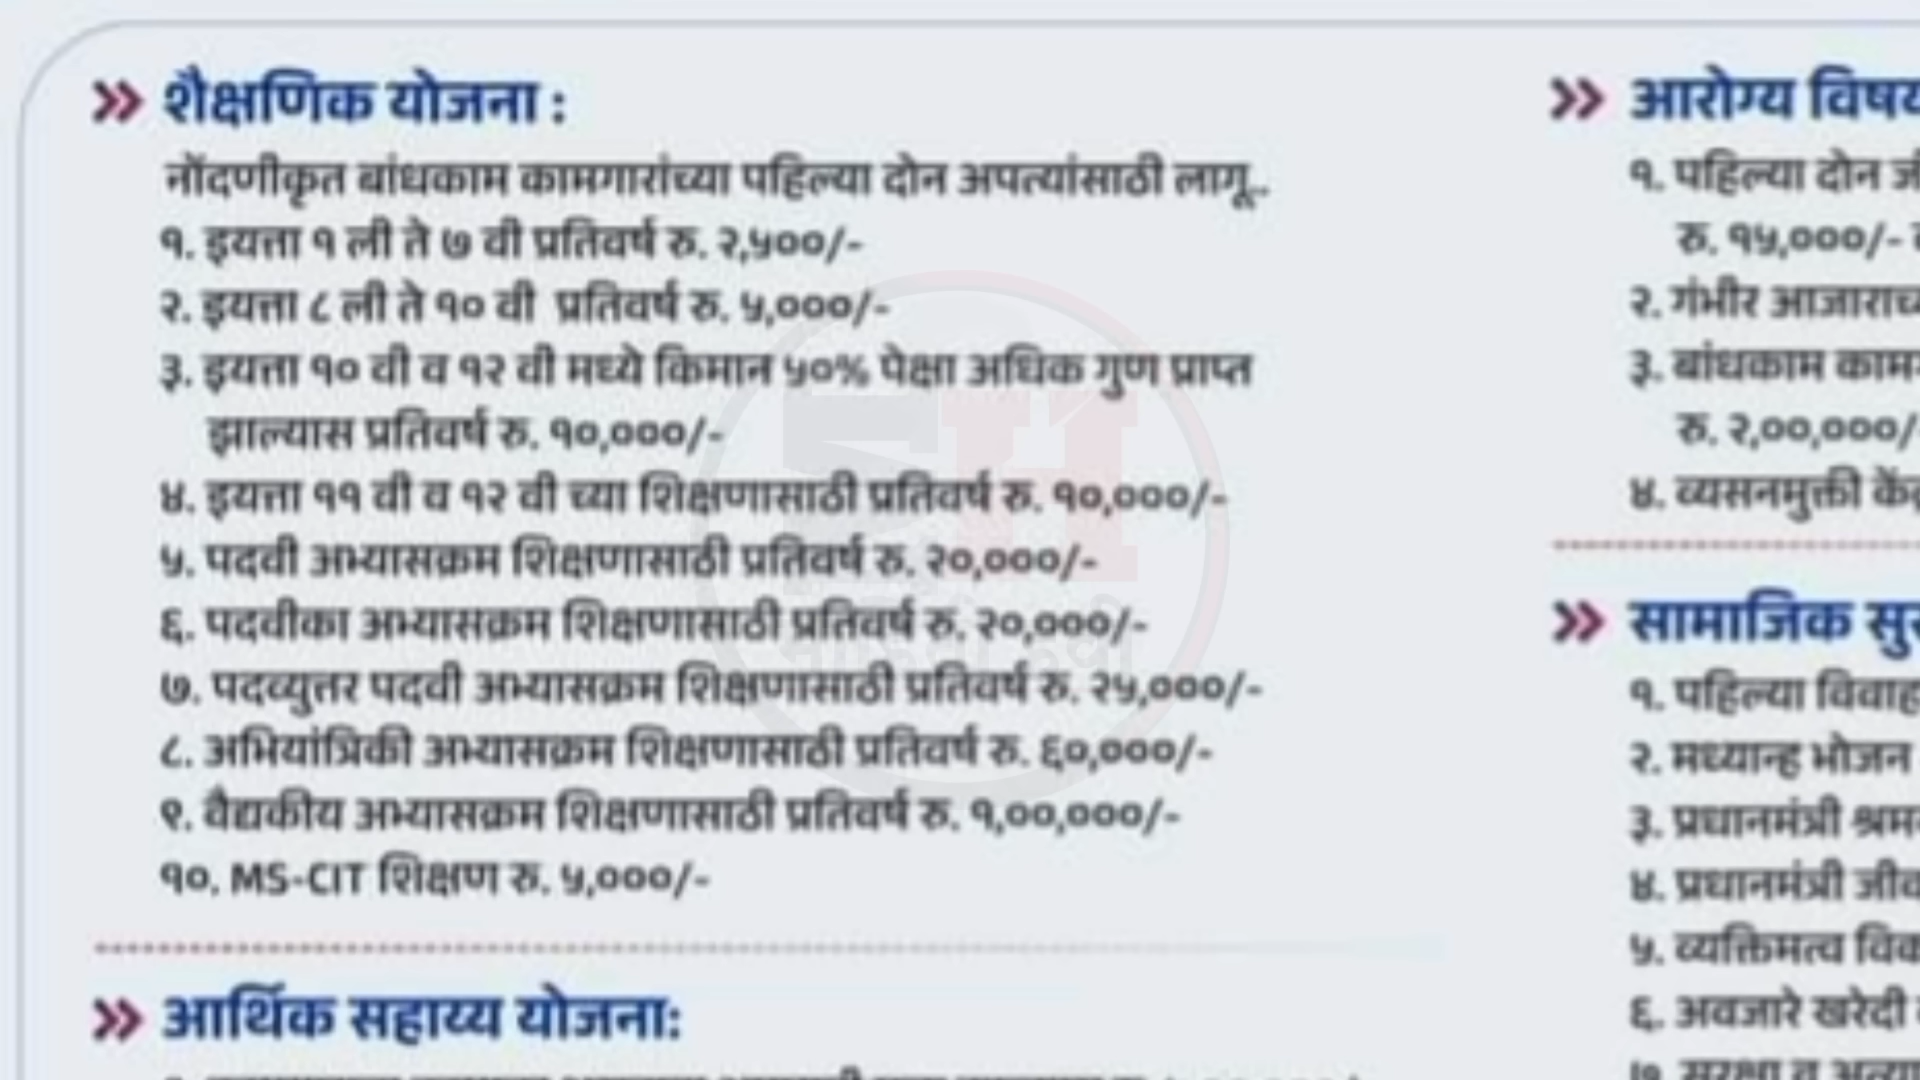 शैक्षणिक योजना :
नोंदणीकृत बांधकाम कामगारांच्या पहिल्या दोन अपत्यांसाठी लागू..
१. इयत्ता १ ली ते ७ वी प्रतिवर्ष रु. २,५००/-
२. इयत्ता ८ ली ते १० वी प्रतिवर्ष रु. ५,०००/-
३. इयत्ता १० वी व १२ वी मध्ये किमान ५०% पेक्षा अधिक गुण प्राप्त
झाल्यास प्रतिवर्ष रु. १०,०००/-
४. इयत्ता ११ वी व १२ वी च्या शिक्षणासाठी प्रतिवर्ष रु. १०,०००/-
५. पदवी अभ्यासक्रम शिक्षणासाठी प्रतिवर्ष रु. २०,०००/-
६. पदवीका अभ्यासक्रम शिक्षणासाठी प्रतिवर्ष रु. २०,०००/-
७. पदव्युत्तर पदवी अभ्यासक्रम शिक्षणासाठी प्रतिवर्ष रु. २५,०००/-
८. अभियांत्रिकी अभ्यासक्रम शिक्षणासाठी प्रतिवर्ष रु. ६०,०००/-
९. वैद्यकीय अभ्यासक्रम शिक्षणासाठी प्रतिवर्ष रु. १,००,०००/-
१०. MS-CIT शिक्षण रु. ५,०००/-
आर्थिक सहाय्य योजना:
आरोग्य विषय
१. पहिल्या दोन
रु. १५,०००/-
२. गंभीर
३. बांधकाम
रु. २,००,०००/
४. व्यसनमुक्ती
सामाजिक
१. पहिल्या विवाह
२. मध्यान्ह भोजन
३. प्रधानमंत्री श्रम
४. प्रधानमंत्री
५. व्यक्तिमत्व
६. अवजारे खरेदी
७. सुरक्षा व